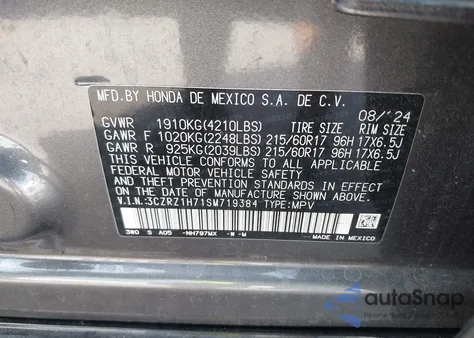 MFD.BY HONDA DE MEXICO S.A. DE C.V.
08/'24
GVWR 1910KG(4210LBS) TIRE SIZE RIM SIZE
GAWR F 1020KG(2248LBS) 215/60R17 96H 17X6.5J
GAWR R 925KG(2039LBS) 215/60R17 96H 17X6.5J
THIS VEHICLE CONFORMS TO ALL APPLICABLE
FEDERAL MOTOR VEHICLE SAFETY AND
THEFT PREVENTION STANDARDS IN EFFECT ON
THE DATE OF MANUFACTURE SHOWN ABOVE.
V.I.N:3CZRZ1H71SM719384 TYPE:MPV
3W0 S A05 -NH797MX -W-M
MADE IN MEXICO
autoSnap